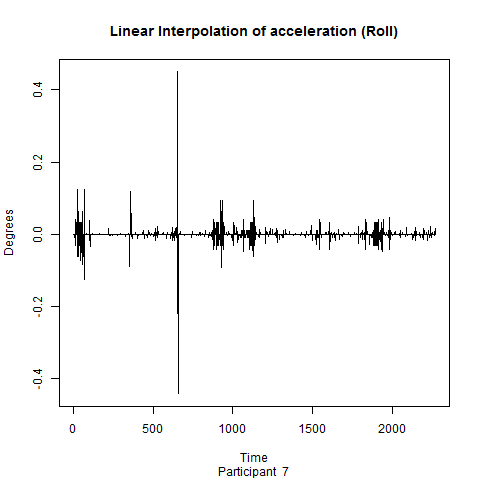 Linear Interpolation of acceleration (Roll)
Degrees
0.4
0.2
0.0
-0.2
-0.4
0 500 1000 1500 2000
Time
Participant 7